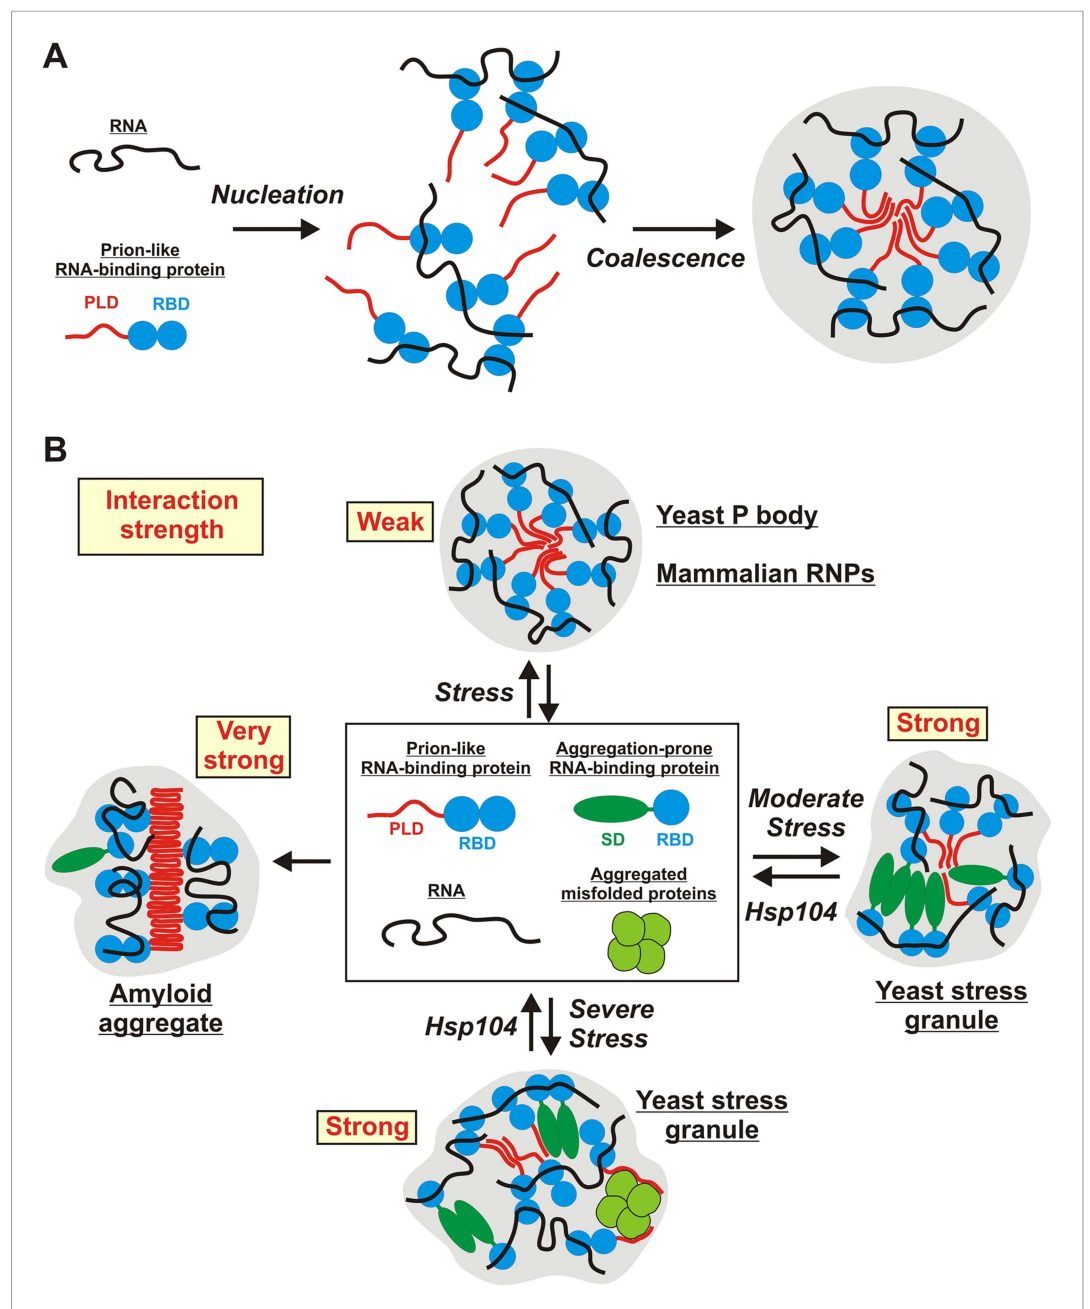 A
RNA
Nucleation
Prion-like
RNA-binding protein
PLD RBD
Coalescence
B
Interaction
strength
Weak
Yeast P body
Mammalian RNPs
Stress
Very
strong
Strong
Prion-like
RNA-binding protein
PLD
RBD
Aggregation-prone
RNA-binding protein
SD
RBD
RNA
Aggregated
misfolded proteins
Moderate
Stress
Hsp104
Amyloid
aggregate
Yeast stress
granule
Hsp104
Severe
Stress
Strong
Yeast stress
granule